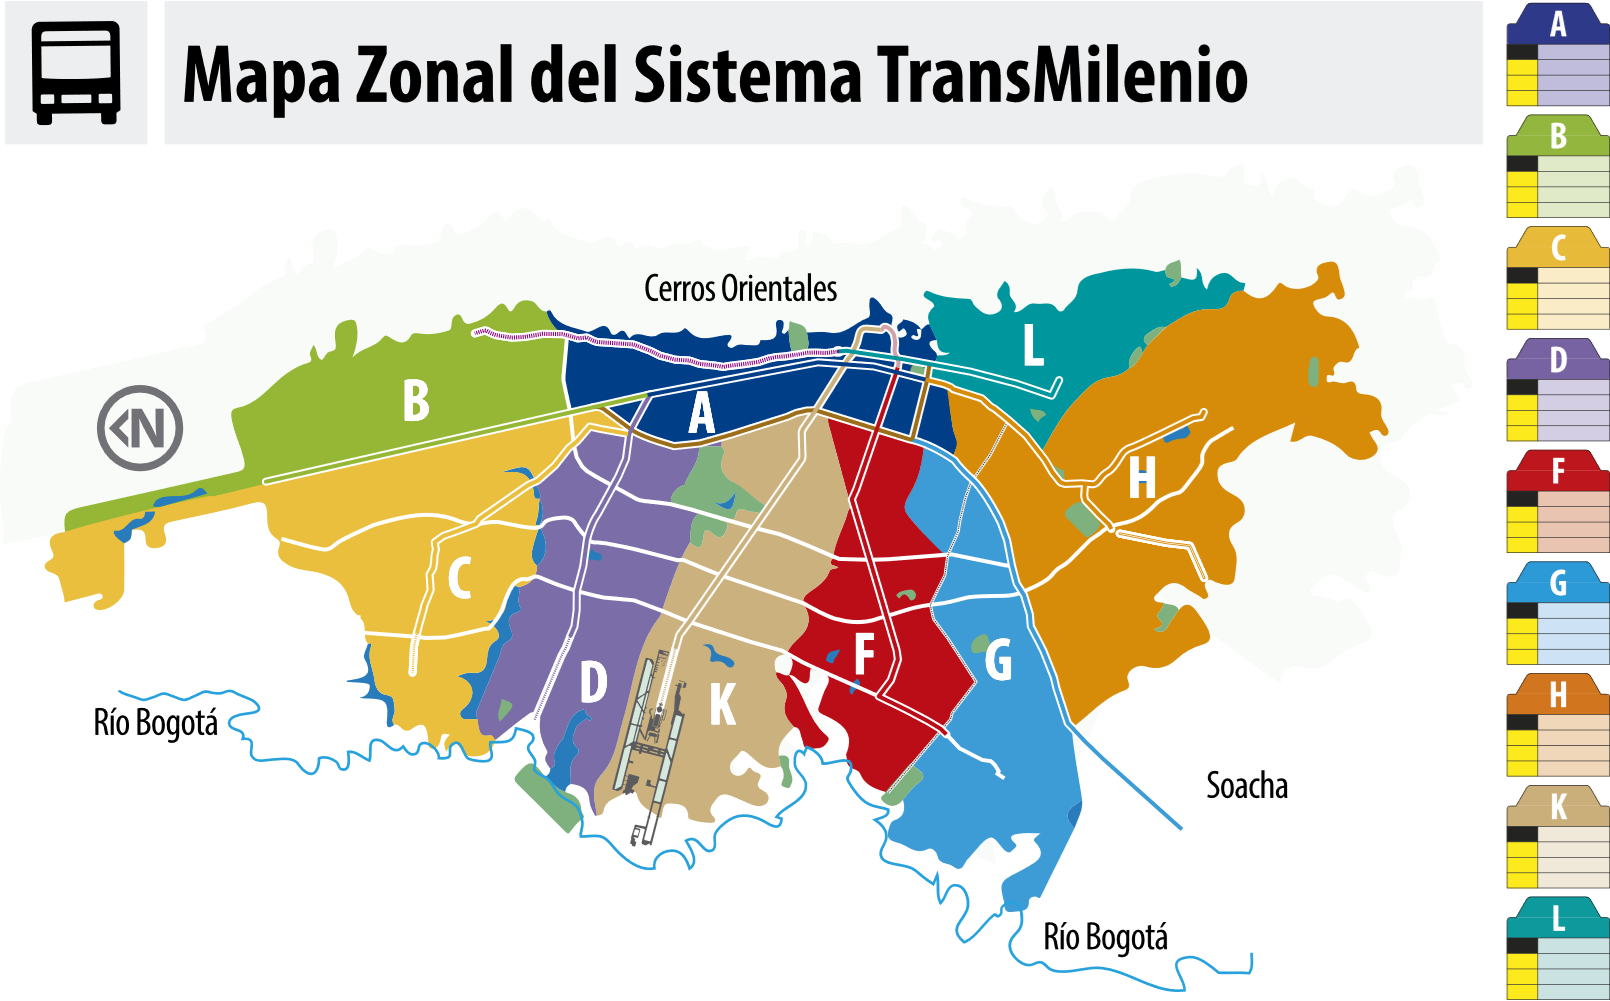 Mapa Zonal del Sistema TransMilenio
Cerros Orientales
L
B
A
N
H
C
F
G
D
K
Río Bogotá
Soacha
Río Bogotá
A
B
C
D
F
G
H
K
L